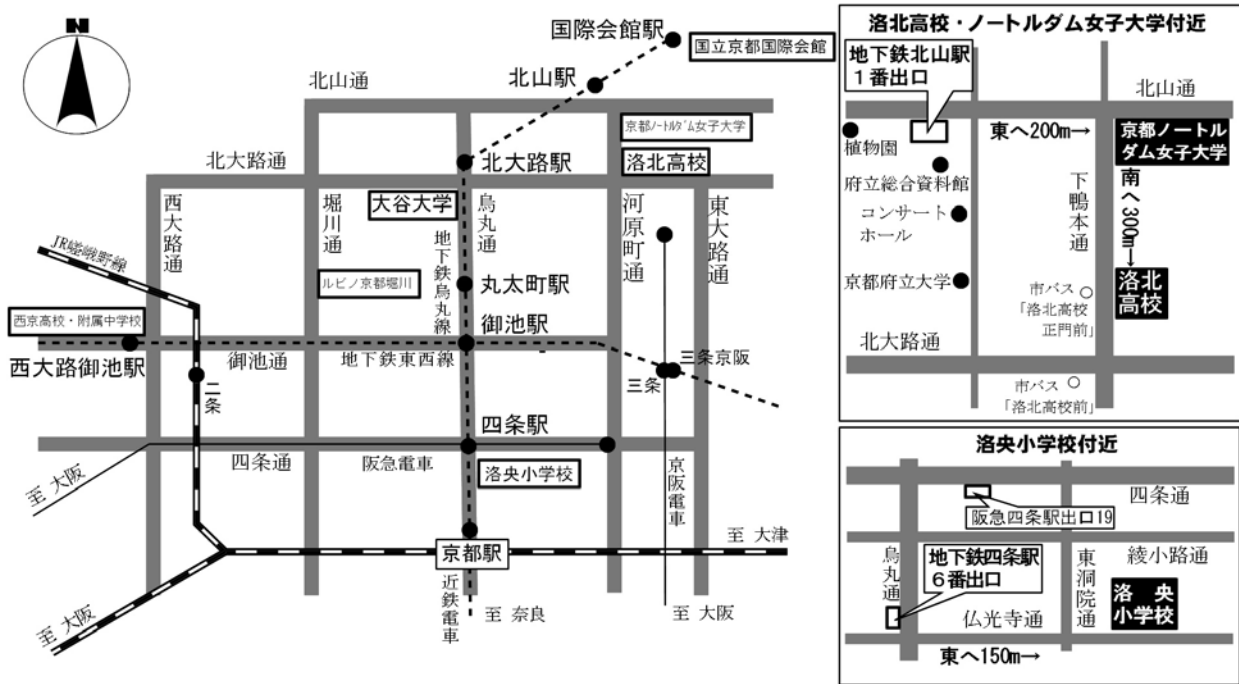 N
国際会館駅
国立京都国際会館
北山駅
北山通
京都ノートルダム女子大学
北大路通
北大路駅
洛北高校
西大路通
堀川通
大谷大学
烏丸通
河原町通
東大路通
JR嵯峨野線
地下鉄烏丸線
ルビノ京都堀川
丸太町駅
西京高校・附属中学校
御池駅
西大路御池駅
御池通
地下鉄東西線
三条京阪
三条
二条
四条駅
四条通
阪急電車
洛央小学校
京阪電車
至 大阪
至 大津
京都駅
近鉄電車
至 奈良
至 大阪
至 大阪
洛北高校・ノートルダム女子大学付近
地下鉄北山駅
1番出口
北山通
東へ200m→
京都ノートル
ダム女子大学
植物園
府立総合資料館
コンサート
ホール
下鴨本通
南へ300m→
京都府立大学
市バス
「洛北高校
正門前」
洛北
高校
北大路通
市バス
「洛北高校前」
洛央小学校付近
四条通
阪急四条駅出口19
烏丸通
地下鉄四条駅
6番出口
綾小路通
東洞院通
洛 央
小学校
仏光寺通
東へ150m→